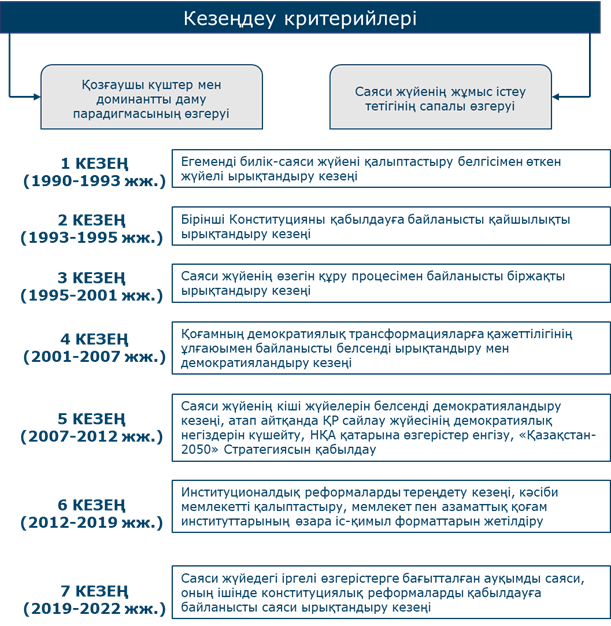 Кезеңдеу критерийлері
Қозғаушы күштер мен
доминантты даму
парадигмасының өзгеруі
Саяси жүйенің жұмыс істеу
тетігінің сапалы өзгеруі
1 КЕЗЕҢ
(1990-1993 жж.)
Егеменді билік-саяси жүйені қалыптастыру белгісімен өткен
жүйелі ырықтандыру кезеңі
2 КЕЗЕҢ
(1993-1995 жж.)
Бірінші Конституцияны қабылдауға байланысты қайшылықты
ырықтандыру кезеңі
3 КЕЗЕҢ
(1995-2001 жж.)
Саяси жүйенің өзегін құру процесімен байланысты біржақты
ырықтандыру кезеңі
4 КЕЗЕҢ
(2001-2007 жж.)
Қоғамның демократиялық трансформацияларға қажеттілігінің
ұлғаюымен байланысты белсенді ырықтандыру мен
демократияландыру кезеңі
5 КЕЗЕҢ
(2007-2012 жж.)
Саяси жүйенің кіші жүйелерін белсенді демократияландыру
кезеңі, атап айтқанда ҚР сайлау жүйесінің демократиялық
негіздерін күшейту, НҚА қатарына өзгерістер енгізу, «Қазақстан-
2050» Стратегиясын қабылдау
6 КЕЗЕҢ
(2012-2019 жж.)
Институционалдық реформаларды тереңдету кезеңі, кәсіби
мемлекетті қалыптастыру, мемлекет пен азаматтық қоғам
институттарының өзара іс-қимыл форматтарын жетілдіру
7 КЕЗЕҢ
(2019-2022 жж.)
Саяси жүйедегі іргелі өзгерістерге бағытталған ауқымды саяси,
оның ішінде конституциялық реформаларды қабылдауға
байланысты саяси ырықтандыру кезеңі